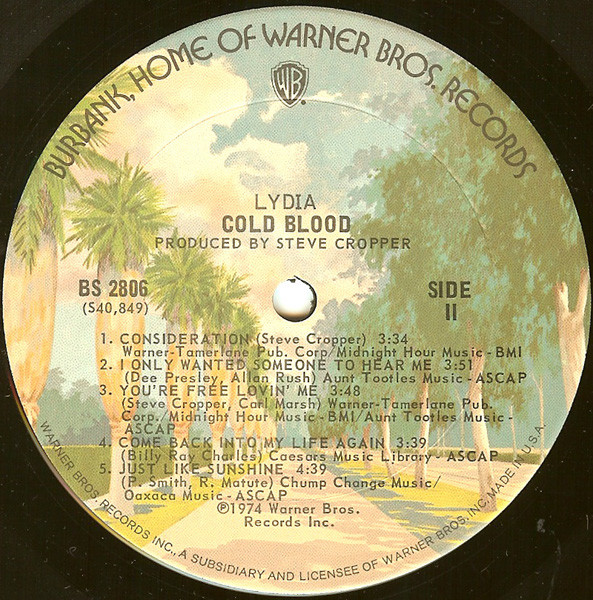 BURBANK, HOME OF WARNER BROS. RECORDS
WB
LYDIA
COLD BLOOD
PRODUCED BY STEVE CROPPER
BS 2806
(S40,849)
SIDE
II
1. CONSIDERATION (Steve Cropper) 3:34
Warner-Tamerlane Pub. Corp/Midnight Hour Music - BMI
2. I ONLY WANTED SOMEONE TO HEAR ME 3:51
(Dee Presley, Allan Rush) Aunt Tootles Music - ASCAP
3. YOU'RE FREE LOVIN' ME 3:48
(Steve Cropper, Carl Marsh) Warner-Tamerlane Pub.
Corp./Midnight Hour Music - BMI/Aunt Tootles Music -
ASCAP
4. COME BACK INTO MY LIFE AGAIN 3:39
(Billy Ray Charles) Caesars Music Library - ASCAP
5. JUST LIKE SUNSHINE 4:39
(P. Smith, R. Matute) Chump Change Music/
Oaxaca Music - ASCAP
℗1974 Warner Bros.
Records Inc.
WARNER BROS. RECORDS INC., A SUBSIDIARY AND LICENSEE OF WARNER BROS., INC. MADE IN U.S.A.